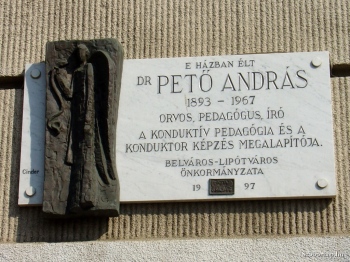 E HÁZBAN ÉLT
DR PETŐ ANDRÁS
1893 – 1967
ORVOS, PEDAGÓGUS, ÍRÓ
A KONDUKTÍV PEDAGÓGIA ÉS A
KONDUKTOR KÉPZÉS MEGALAPÍTÓJA.
BELVÁROS-LIPÓTVÁROS
ÖNKORMÁNYZATA
19 97